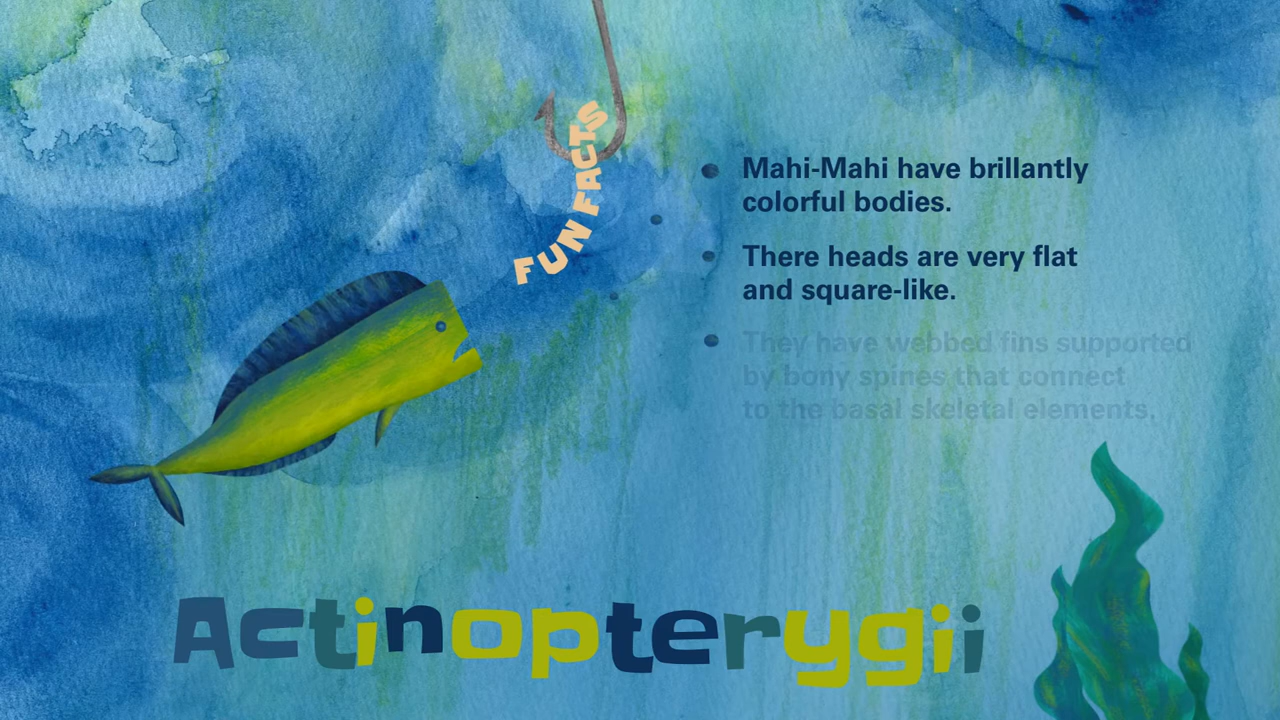 FUN FACTS
Mahi-Mahi have brillantly
colorful bodies.
There heads are very flat
and square-like.
They have webbed fins supported
by bony spines that connect
to the basal skeletal elements.
Actinopterygii